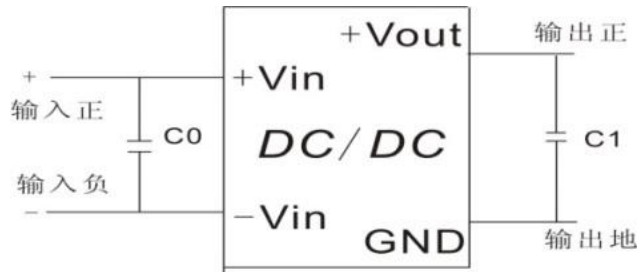 +Vout
输出正
+
+Vin
输入正
C0
DC/DC
C1
输入负
−
−Vin
GND
输出地